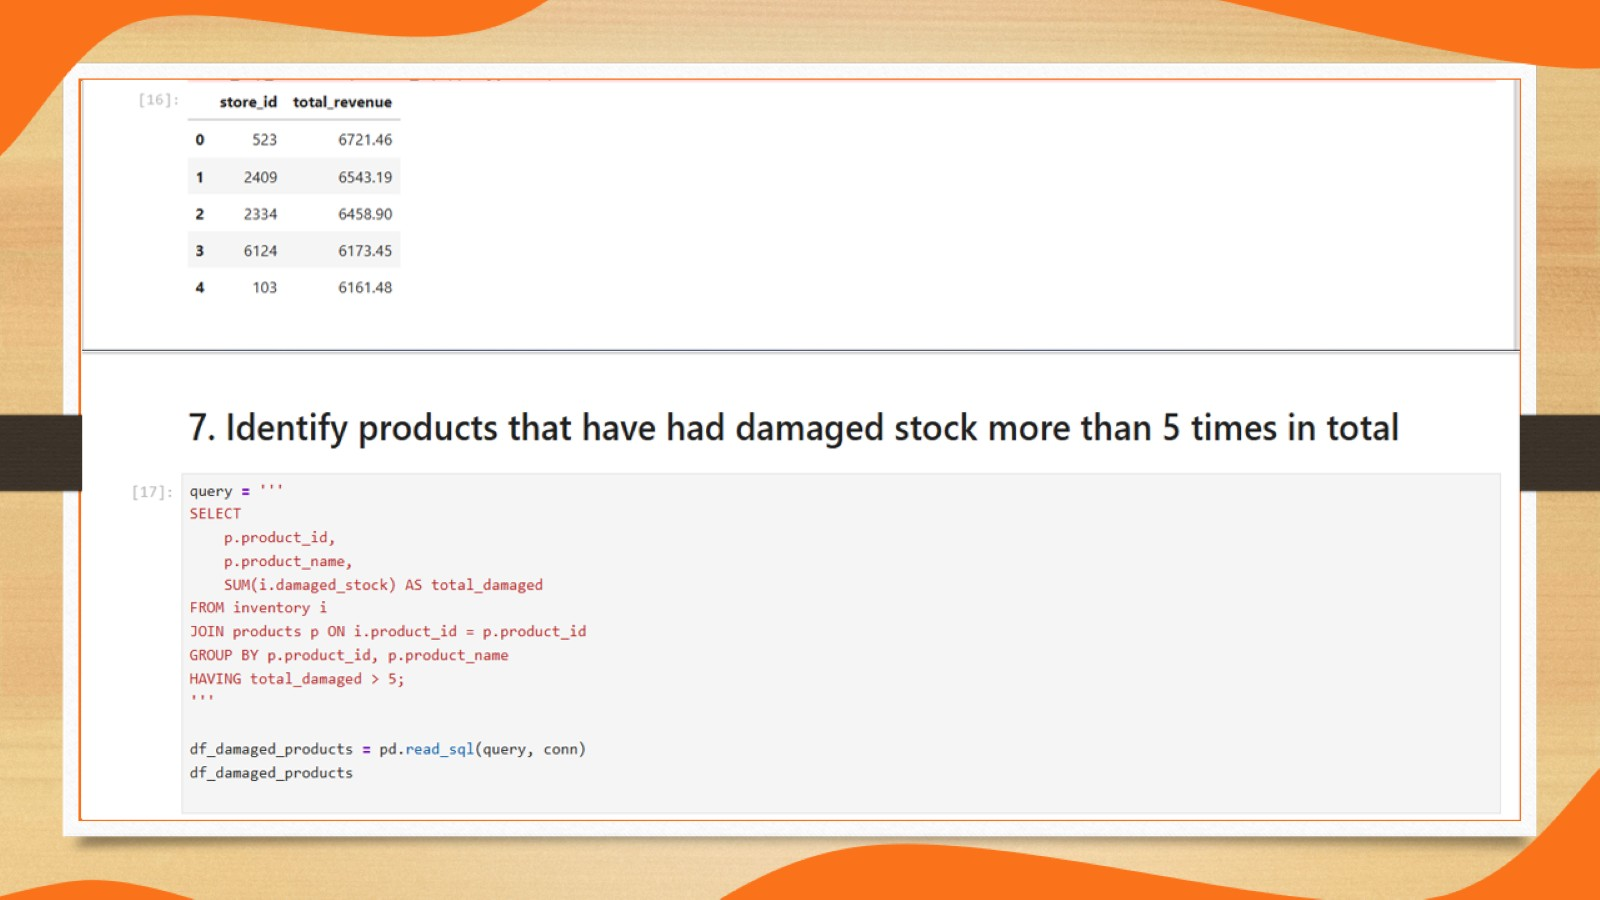 [16]: store_id total_revenue
0 523 6721.46
1 2409 6543.19
2 2334 6458.90
3 6124 6173.45
4 103 6161.48
7. Identify products that have had damaged stock more than 5 times in total
[17]: query = '''
SELECT
    p.product_id,
    p.product_name,
    SUM(i.damaged_stock) AS total_damaged
FROM inventory i
JOIN products p ON i.product_id = p.product_id
GROUP BY p.product_id, p.product_name
HAVING total_damaged > 5;
'''
df_damaged_products = pd.read_sql(query, conn)
df_damaged_products